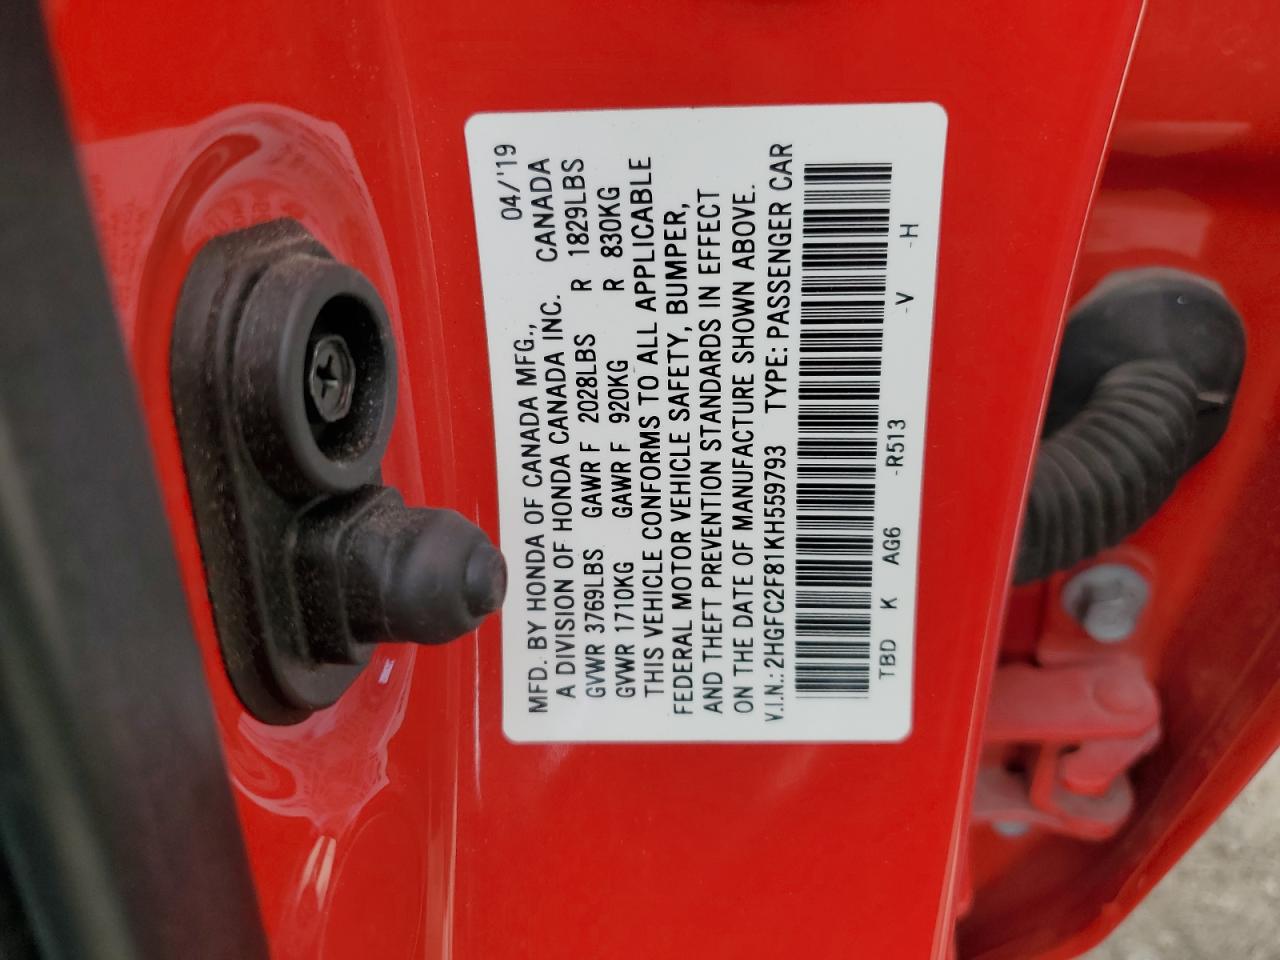 04/'19
MFD. BY HONDA OF CANADA MFG.,
A DIVISION OF HONDA CANADA INC. CANADA
GVWR 3769LBS GAWR F 2028LBS R 1829LBS
GVWR 1710KG GAWR F 920KG R 830KG
THIS VEHICLE CONFORMS TO ALL APPLICABLE
FEDERAL MOTOR VEHICLE SAFETY, BUMPER,
AND THEFT PREVENTION STANDARDS IN EFFECT
ON THE DATE OF MANUFACTURE SHOWN ABOVE.
V.I.N.: 2HGFC2F81KH559793 TYPE: PASSENGER CAR
TBD K AG6 -R513 -V -H